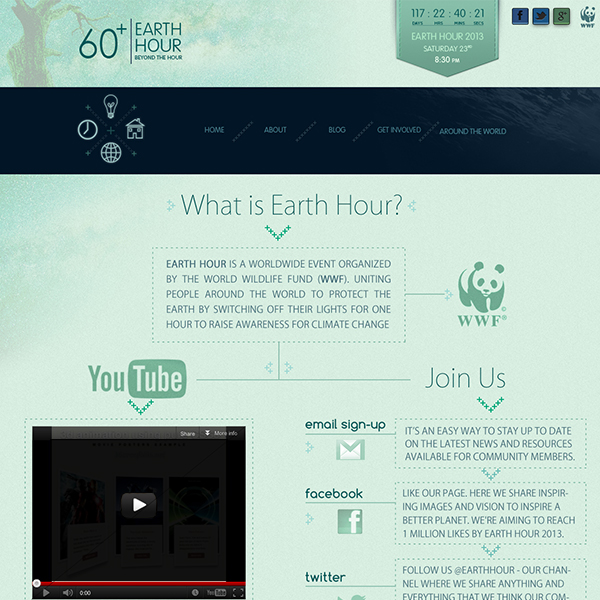 60+ EARTH HOUR
BEYOND THE HOUR
117 : 22 : 40 : 21
DAYS HRS MINS SECS
EARTH HOUR 2013
SATURDAY 23RD
8:30 PM
WWF
HOME ABOUT BLOG GET INVOLVED AROUND THE WORLD
What is Earth Hour?
EARTH HOUR IS A WORLDWIDE EVENT ORGANIZED
BY THE WORLD WILDLIFE FUND (WWF). UNITING
PEOPLE AROUND THE WORLD TO PROTECT THE
EARTH BY SWITCHING OFF THEIR LIGHTS FOR ONE
HOUR TO RAISE AWARENESS FOR CLIMATE CHANGE
©
WWF®
YouTube
Join Us
Share More info
0:00
YouTube
email sign-up
IT'S AN EASY WAY TO STAY UP TO DATE
ON THE LATEST NEWS AND RESOURCES
AVAILABLE FOR COMMUNITY MEMBERS.
facebook
LIKE OUR PAGE. HERE WE SHARE INSPIR-
ING IMAGES AND VISION TO INSPIRE A
BETTER PLANET. WE'RE AIMING TO REACH
1 MILLION LIKES BY EARTH HOUR 2013.
twitter
FOLLOW US @EARTHHOUR - OUR CHAN-
NEL WHERE WE SHARE ANYTHING AND
EVERYTHING THAT WE THINK OUR COM-